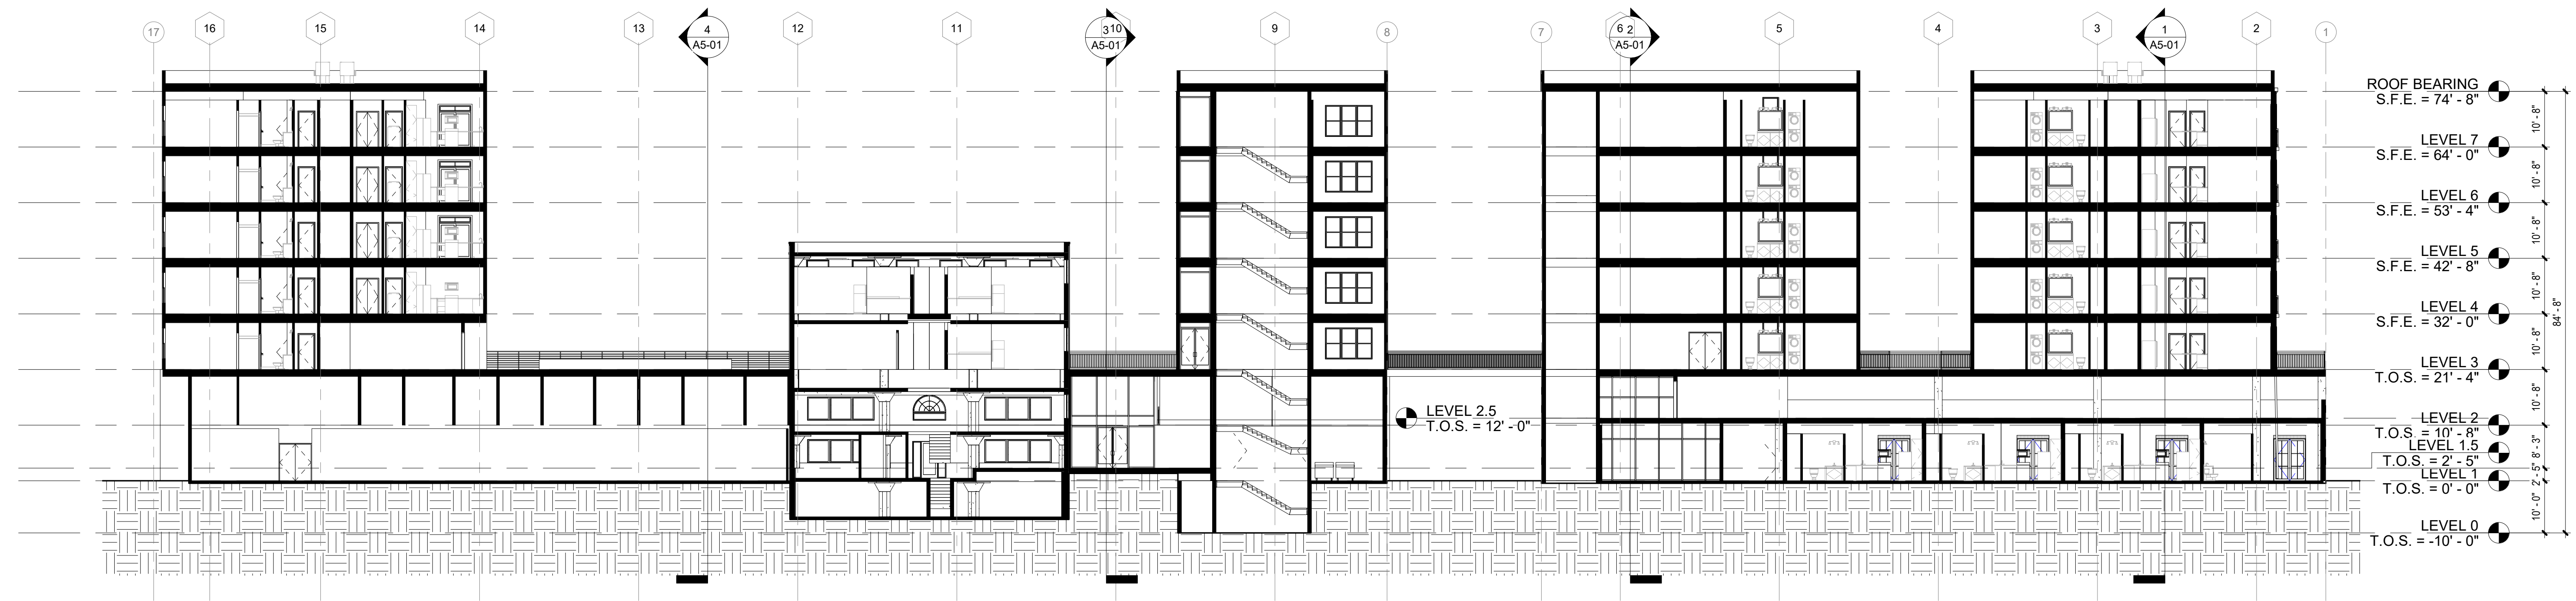 17
16
15
14
13
4
A5-01
12
11
3
A5-01
10
9
8
7
6
2
A5-01
5
4
3
1
A5-01
2
1
ROOF BEARING
S.F.E. = 74' - 8"
10' - 8"
LEVEL 7
S.F.E. = 64' - 0"
10' - 8"
LEVEL 6
S.F.E. = 53' - 4"
10' - 8"
LEVEL 5
S.F.E. = 42' - 8"
10' - 8"
LEVEL 4
S.F.E. = 32' - 0"
84' - 8"
10' - 8"
LEVEL 3
T.O.S. = 21' - 4"
10' - 8"
LEVEL 2.5
T.O.S. = 12' - 0"
LEVEL 2
T.O.S. = 10' - 8"
8' - 3"
LEVEL 1.5
T.O.S. = 2' - 5"
2' - 5"
LEVEL 1
T.O.S. = 0' - 0"
10' - 0"
LEVEL 0
T.O.S. = -10' - 0"